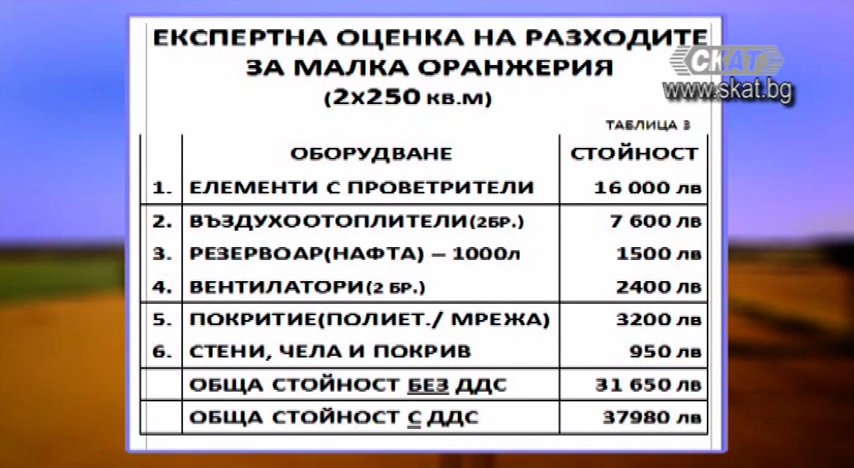 ЕКСПЕРТНА ОЦЕНКА НА РАЗХОДИТЕ
ЗА МАЛКА ОРАНЖЕРИЯ
(2х250 кв.м)
СКАТ
www.skat.bg
ТАБЛИЦА 3
ОБОРУДВАНЕ СТОЙНОСТ
1. ЕЛЕМЕНТИ С ПРОВЕТРИТЕЛИ 16 000 лв
2. ВЪЗДУХООТОПЛИТЕЛИ(2БР.) 7 600 лв
3. РЕЗЕРВОАР(НАФТА) – 1000л 1500 лв
4. ВЕНТИЛАТОРИ(2 БР.) 2400 лв
5. ПОКРИТИЕ(ПОЛИЕТ./ МРЕЖА) 3200 лв
6. СТЕНИ, ЧЕЛА И ПОКРИВ 950 лв
ОБЩА СТОЙНОСТ БЕЗ ДДС 31 650 лв
ОБЩА СТОЙНОСТ С ДДС 37980 лв